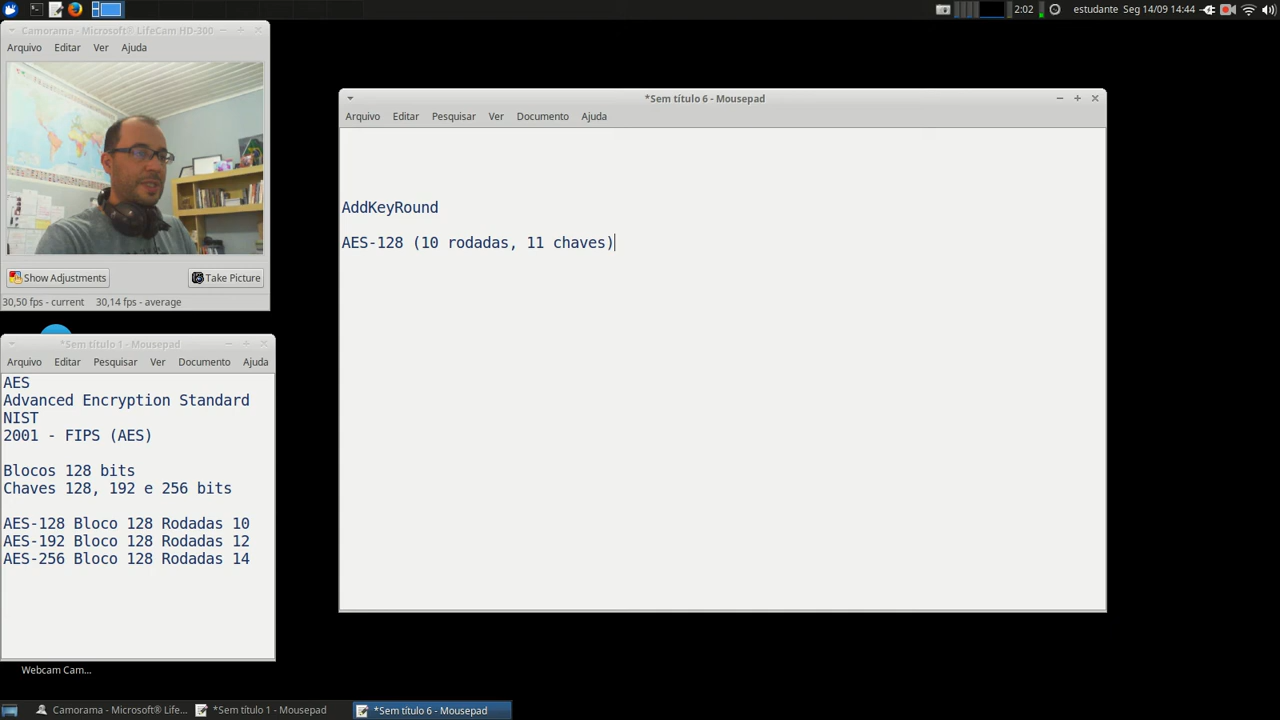 2:02
estudante
Seg 14/09 14:44
Camorama - Microsoft® LifeCam HD-300
Arquivo Editar Ver Ajuda
Show Adjustments
Take Picture
30,50 fps - current 30,14 fps - average
*Sem título 1 - Mousepad
Arquivo Editar Pesquisar Ver Documento Ajuda
AES
Advanced Encryption Standard
NIST
2001 - FIPS (AES)
Blocos 128 bits
Chaves 128, 192 e 256 bits
AES-128 Bloco 128 Rodadas 10
AES-192 Bloco 128 Rodadas 12
AES-256 Bloco 128 Rodadas 14
Webcam Cam...
*Sem título 6 - Mousepad
Arquivo Editar Pesquisar Ver Documento Ajuda
AddKeyRound
AES-128 (10 rodadas, 11 chaves)
Camorama - Microsoft® Life...
*Sem título 1 - Mousepad
*Sem título 6 - Mousepad